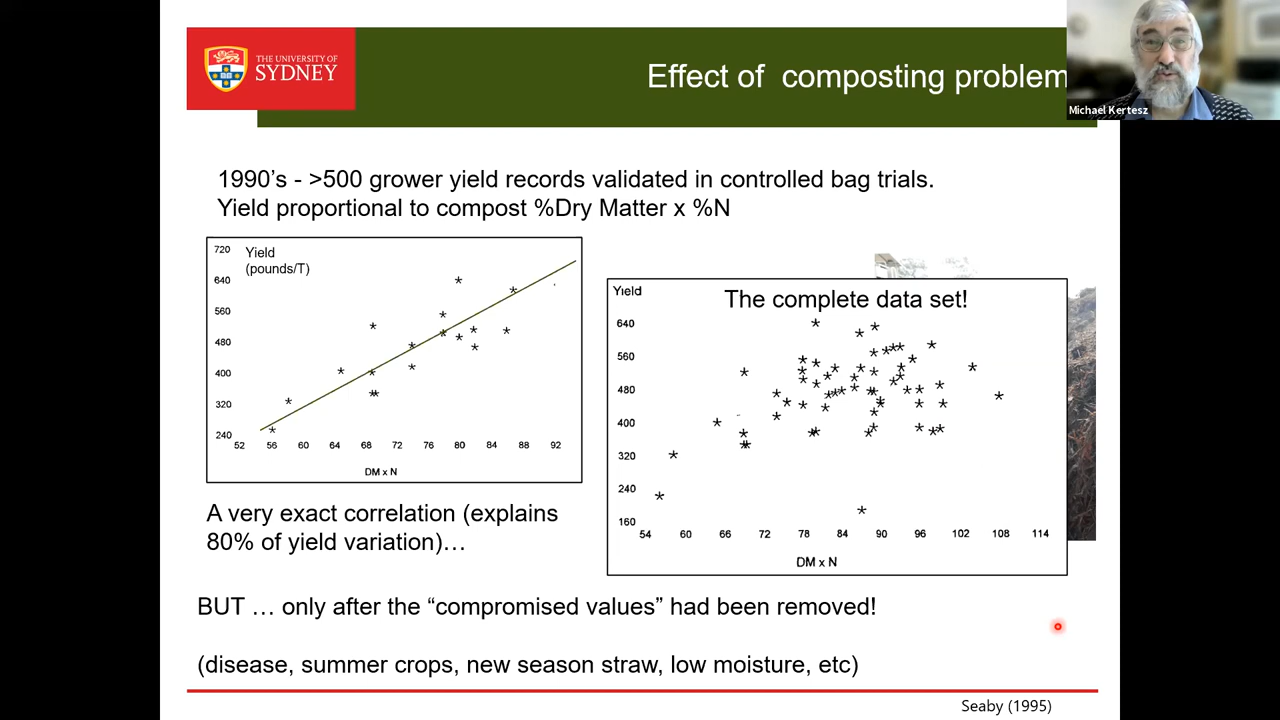 THE UNIVERSITY OF
SYDNEY
Effect of composting problem
Michael Kertesz
1990's - >500 grower yield records validated in controlled bag trials.
Yield proportional to compost %Dry Matter x %N
Yield
(pounds/T)
720
640
560
480
400
320
240
52 56 60 64 68 72 76 80 84 88 92
DM x N
The complete data set!
Yield
640
560
480
400
320
240
160
54 60 66 72 78 84 90 96 102 108 114
DM x N
A very exact correlation (explains
80% of yield variation)…
BUT … only after the “compromised values” had been removed!
(disease, summer crops, new season straw, low moisture, etc)
Seaby (1995)